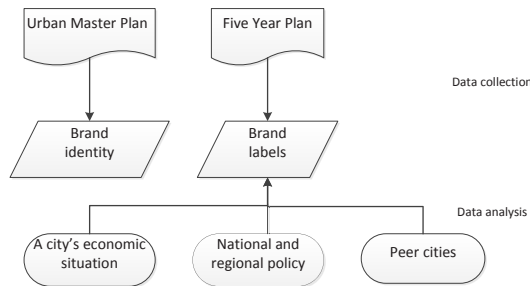 Urban Master Plan
Five Year Plan
Data collection
Brand
identity
Brand
labels
Data analysis
A city's economic
situation
National and
regional policy
Peer cities